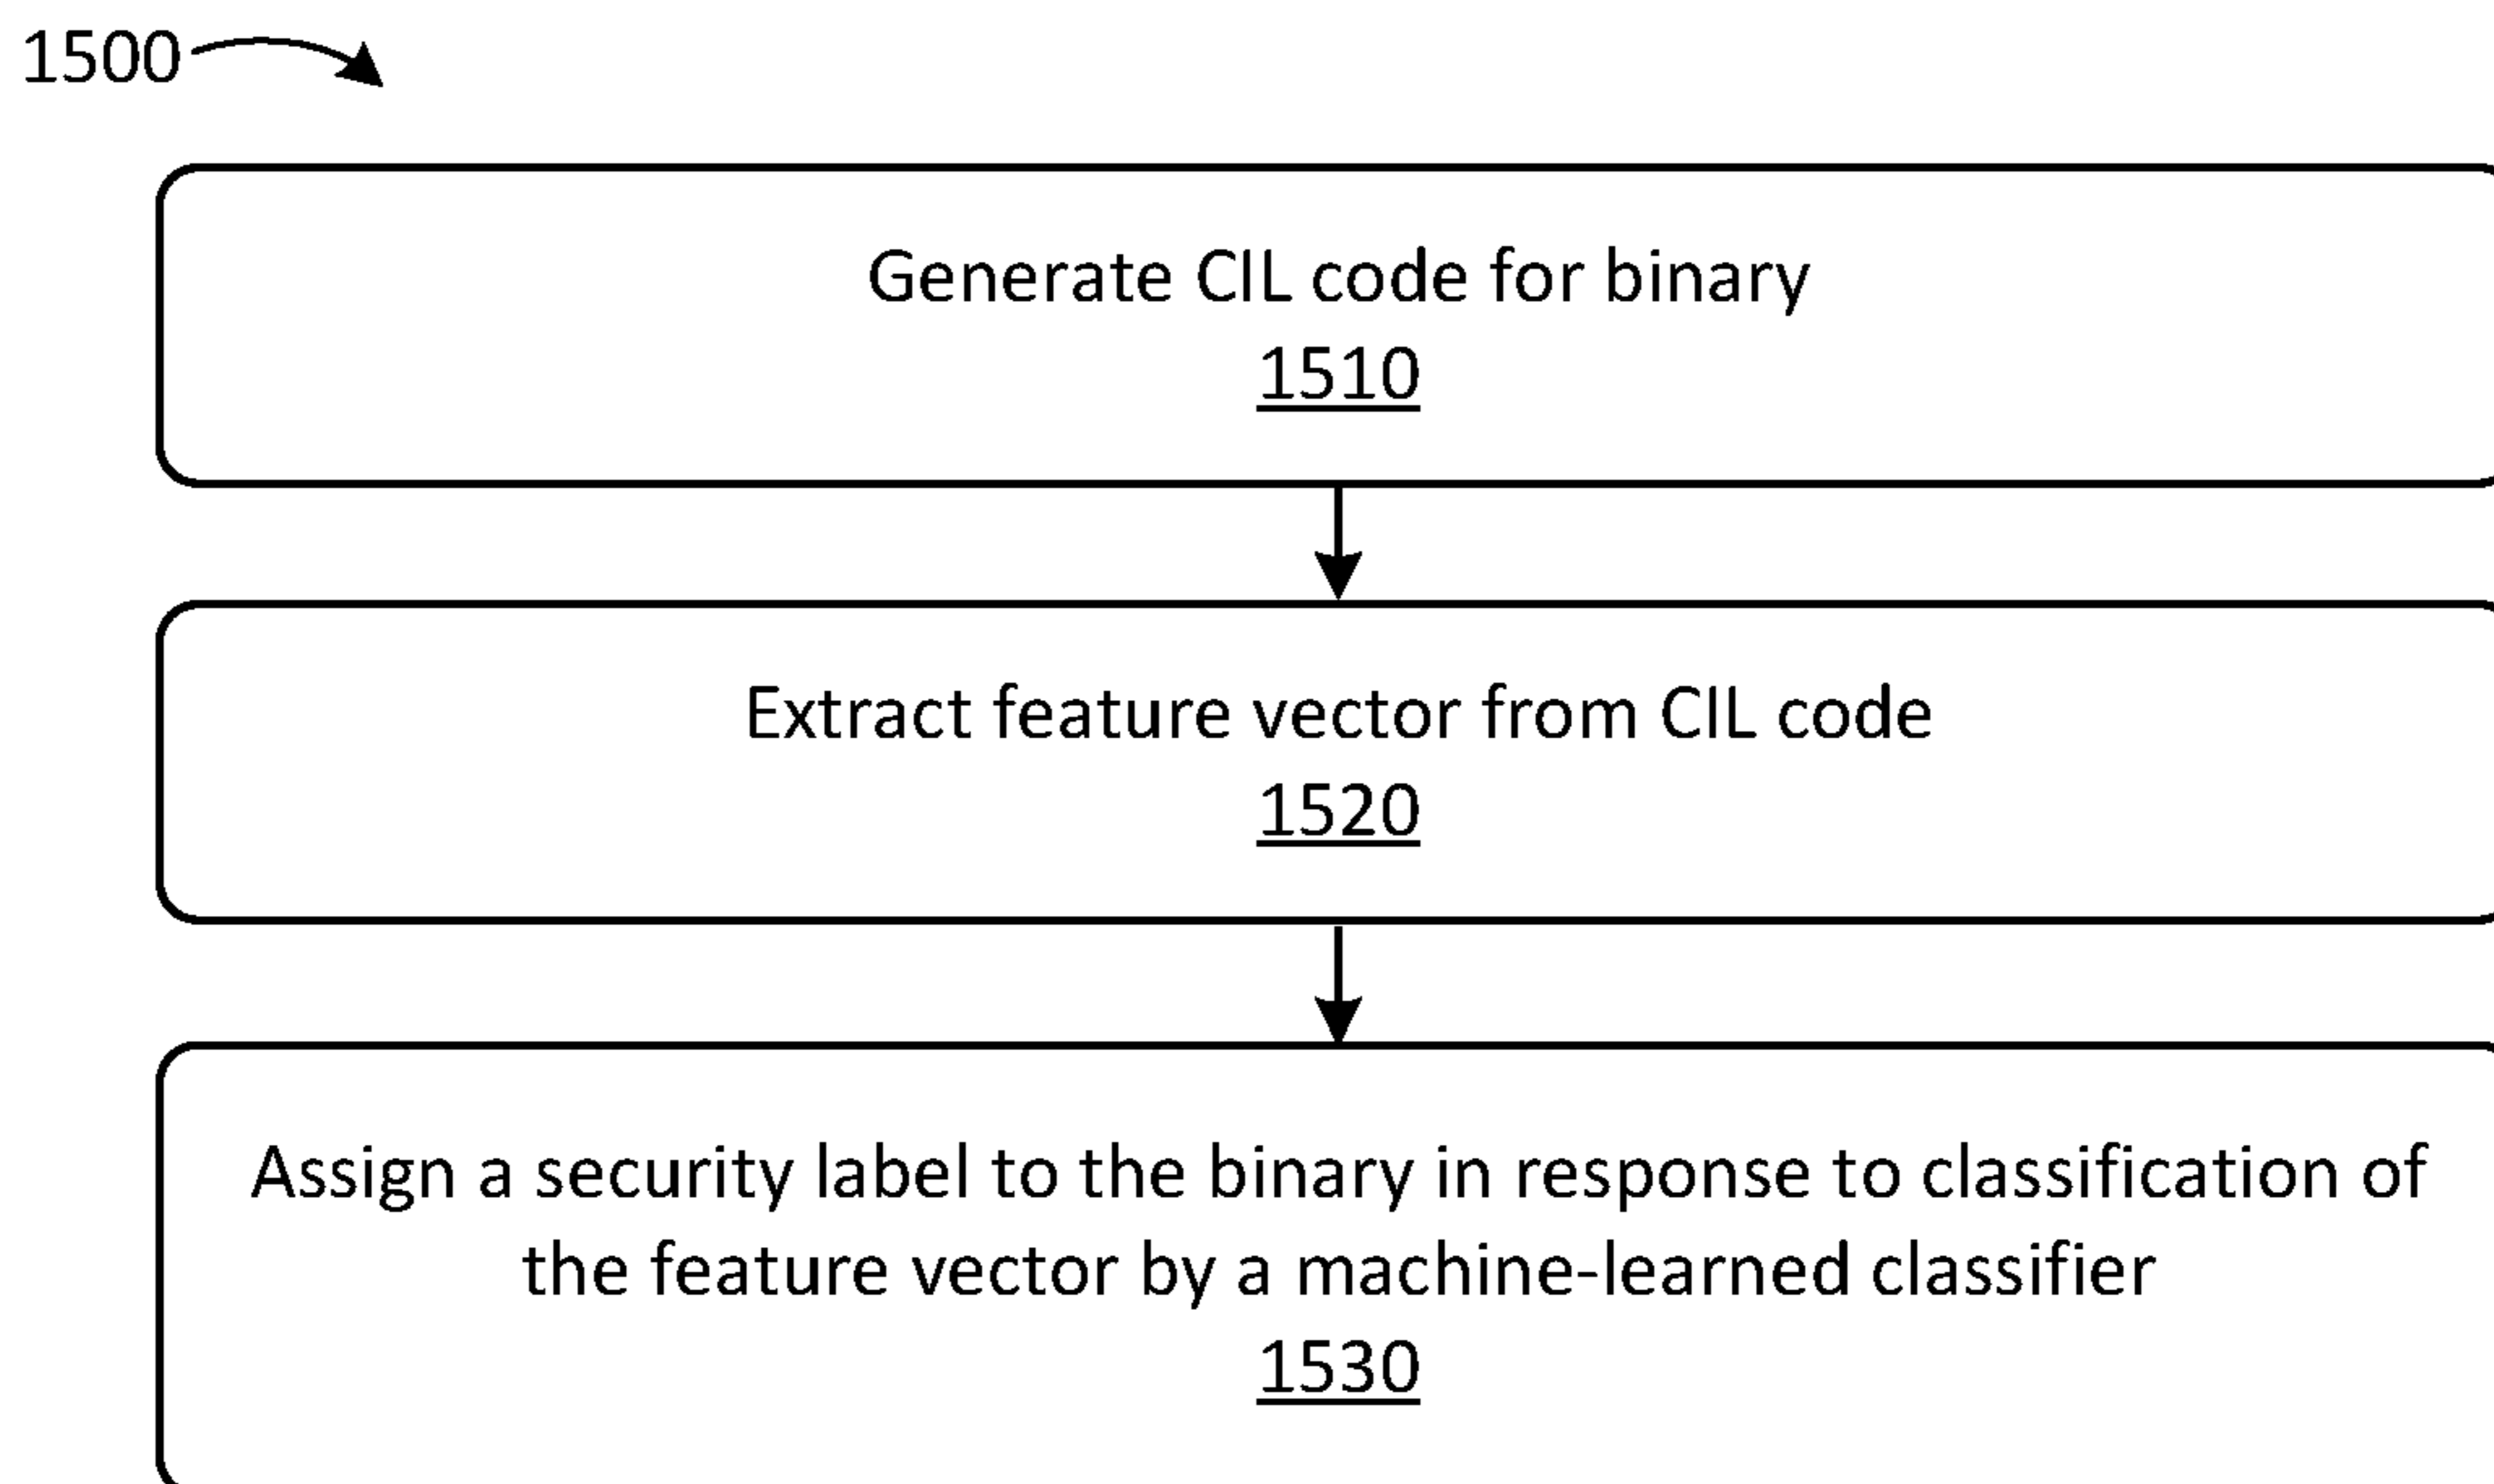 1500
Generate CIL code for binary
1510
Extract feature vector from CIL code
1520
Assign a security label to the binary in response to classification of
the feature vector by a machine-learned classifier
1530